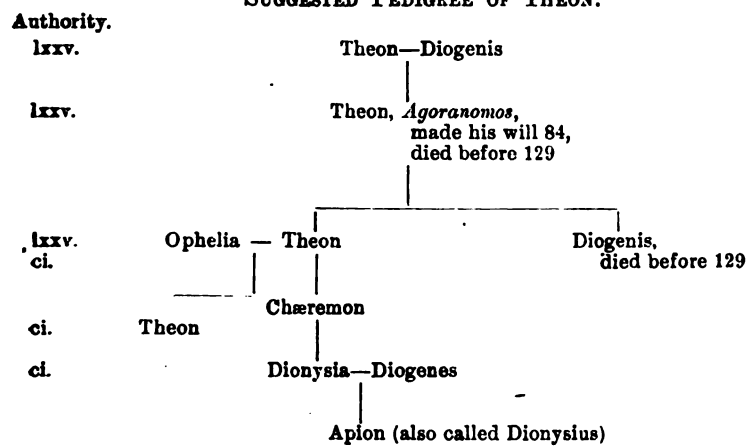 SUGGESTED PEDIGREE OF THEON.
Authority.
lxxv. Theon—Diogenis
lxxv. Theon, Agoranomos,
made his will 84,
died before 129
lxxv. Ophelia — Theon Diogenis,
ci. died before 129
Chæremon
ci. Theon
ci. Dionysia—Diogenes
Apion (also called Dionysius)